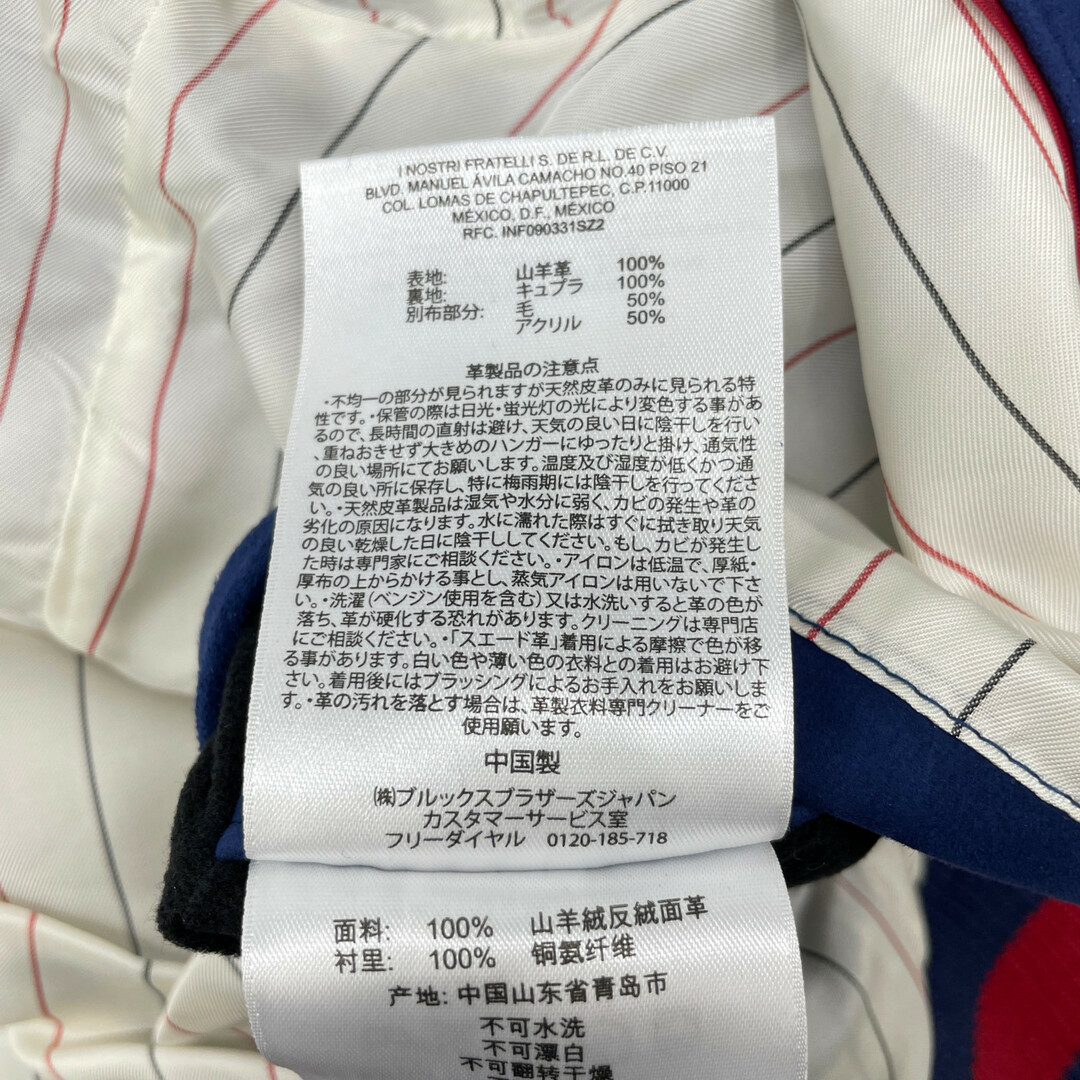 I NOSTRI FRATELLI S. DE R.L. DE C.V.
BLVD. MANUEL ÁVILA CAMACHO NO.40 PISO 21
COL. LOMAS DE CHAPULTEPEC, C.P.11000
MÉXICO, D.F., MÉXICO
RFC. INF090331SZ2
表地: 山羊革 100%
裏地: キュプラ 100%
別布部分: 毛 50%
アクリル 50%
革製品の注意点
・不均一の部分が見られますが天然皮革のみに見られる特
性です。・保管の際は日光・蛍光灯の光により変色する事があ
るので、長時間の直射は避け、天気の良い日に陰干しを行い
、重ねおきせず大きめのハンガーにゆったりと掛け、通気性
の良い場所にてお願いします。温度及び湿度が低くかつ通
気の良い所に保存し、特に梅雨期には陰干しを行ってくださ
い。・天然皮革製品は湿気や水分に弱く、カビの発生や革の
劣化の原因になります。水に濡れた際はすぐに拭き取り天気
の良い乾燥した日に陰干ししてください。もし、カビが発生し
た時は専門家にご相談ください。・アイロンは低温で、厚紙・
厚布の上からかける事とし、蒸気アイロンは用いないで下さ
い。・洗濯(ベンジン使用を含む)又は水洗いすると革の色が
落ち、革が硬化する恐れがあります。クリーニングは専門店
にご相談ください。・「スエード革」着用による摩擦で色が移
る事があります。白い色や薄い色の衣料との着用はお避け下
さい。着用後にはブラッシングによるお手入れをお願いしま
す。・革の汚れを落とす場合は、革製衣料専門クリーナーをご
使用願います。
中国製
㈱ブルックスブラザーズジャパン
カスタマーサービス室
フリーダイヤル 0120-185-718
面料: 100% 山羊絨反絨面革
衬里: 100% 铜氨纤维
产地: 中国山东省青岛市
不可水洗
不可漂白
不可翻转干燥